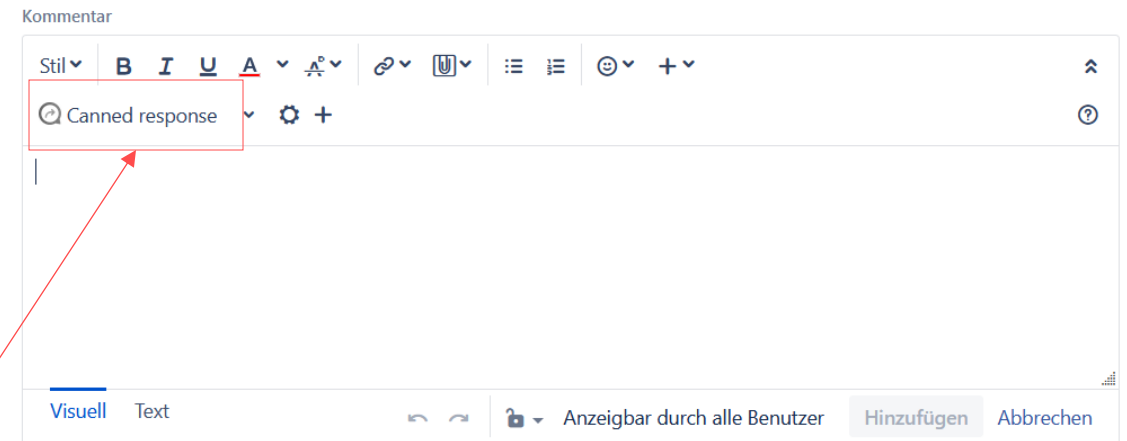 Kommentar
Stil B I U A A
Canned response
Visuell Text Anzeigbar durch alle Benutzer Hinzufügen Abbrechen